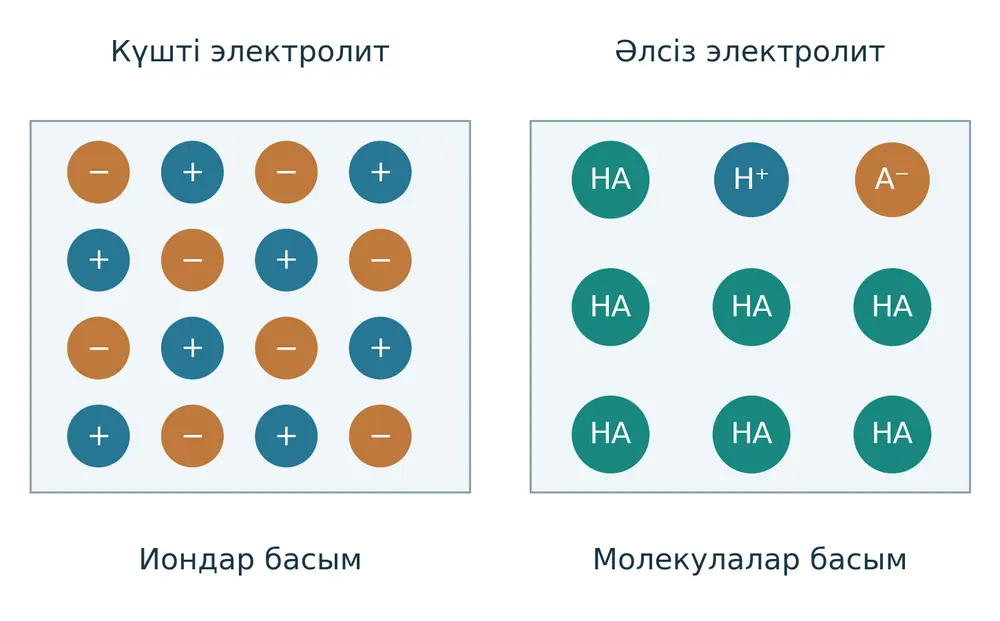 Күшті электролит
− + − +
+ − + −
− + − +
+ − + −
Иондар басым
Әлсіз электролит
HA H⁺ A⁻
HA HA HA
HA HA HA
Молекулалар басым